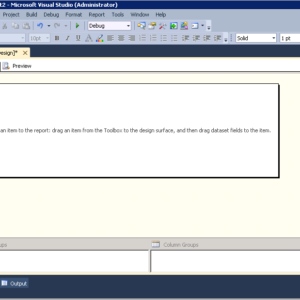 t2 - Microsoft Visual Studio (Administrator)
Project Build Debug Format Report Tools Window Help
Debug
10pt Solid 1 pt
esign]*
Preview
an item to the report: drag an item from the Toolbox to the design surface, and then drag dataset fields to the item.
ups Column Groups
Output